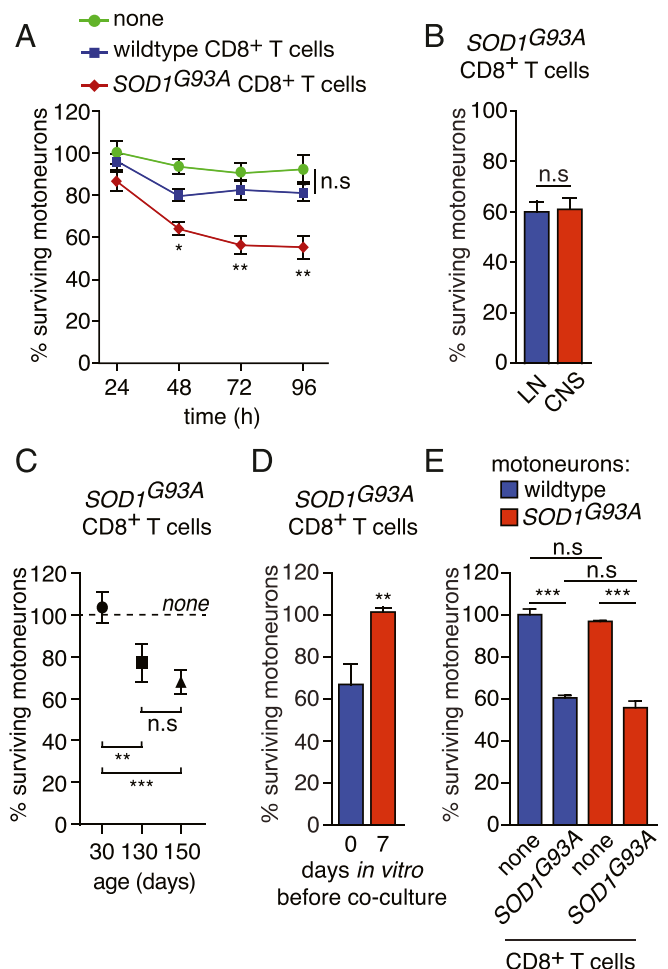 A
none
wildtype CD8+ T cells
SOD1G93A CD8+ T cells
% surviving motoneurons
120
100
80
60
40
20
0
n.s
*
**
**
24 48 72 96
time (h)
B
SOD1G93A
CD8+ T cells
% surviving motoneurons
100
80
60
40
20
0
n.s
LN
CNS
C
SOD1G93A
CD8+ T cells
% surviving motoneurons
120
100
80
60
40
20
0
none
n.s
**
***
30 130 150
age (days)
D
SOD1G93A
CD8+ T cells
% surviving motoneurons
120
100
80
60
40
20
0
**
0 7
days in vitro
before co-culture
E
motoneurons:
wildtype
SOD1G93A
% surviving motoneurons
120
100
80
60
40
20
0
n.s
n.s
***
***
none
SOD1G93A
none
SOD1G93A
CD8+ T cells